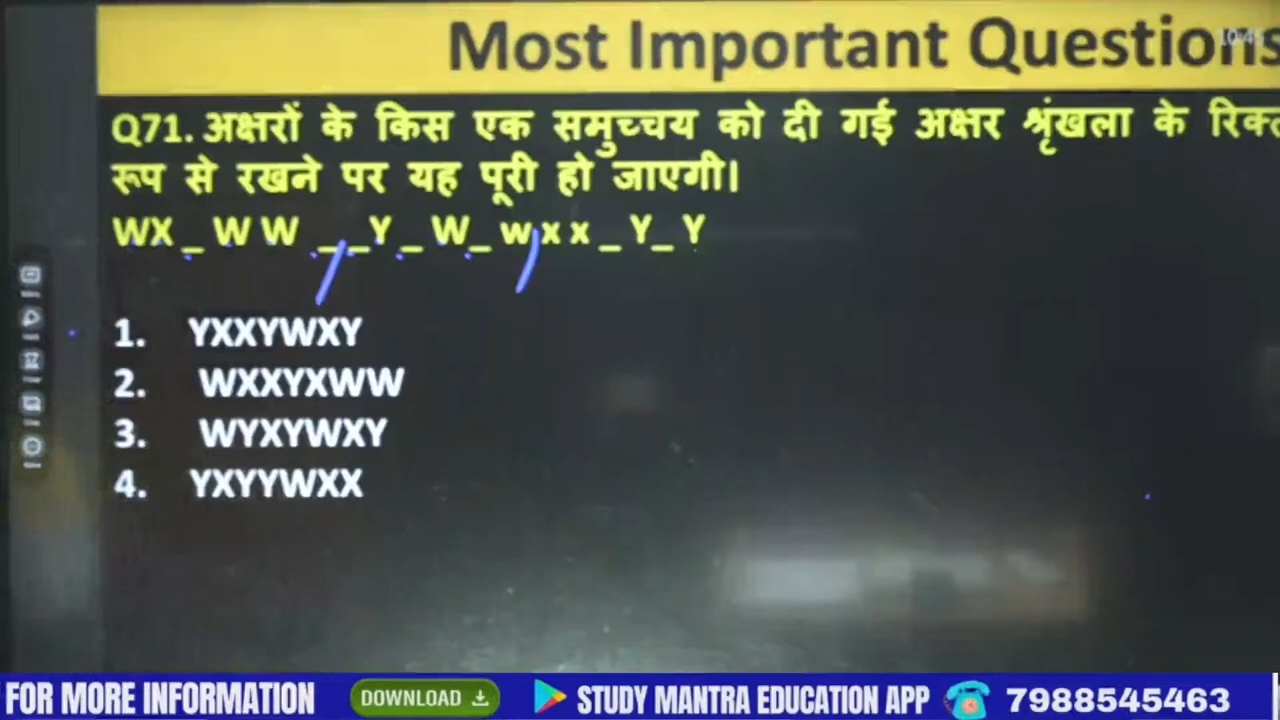 Most Important Questions
Q71. अक्षरों के किस एक समुच्चय को दी गई अक्षर श्रृंखला के
रूप से रखने पर यह पूरी हो जाएगी।
WX _ W W _ _ Y _ W _ w x x _ Y _ Y
1. YXXYWXY
2. WXXYXWW
3. WYXYWXY
4. YXYYWXX
FOR MORE INFORMATION DOWNLOAD STUDY MANTRA EDUCATION APP 7988545463